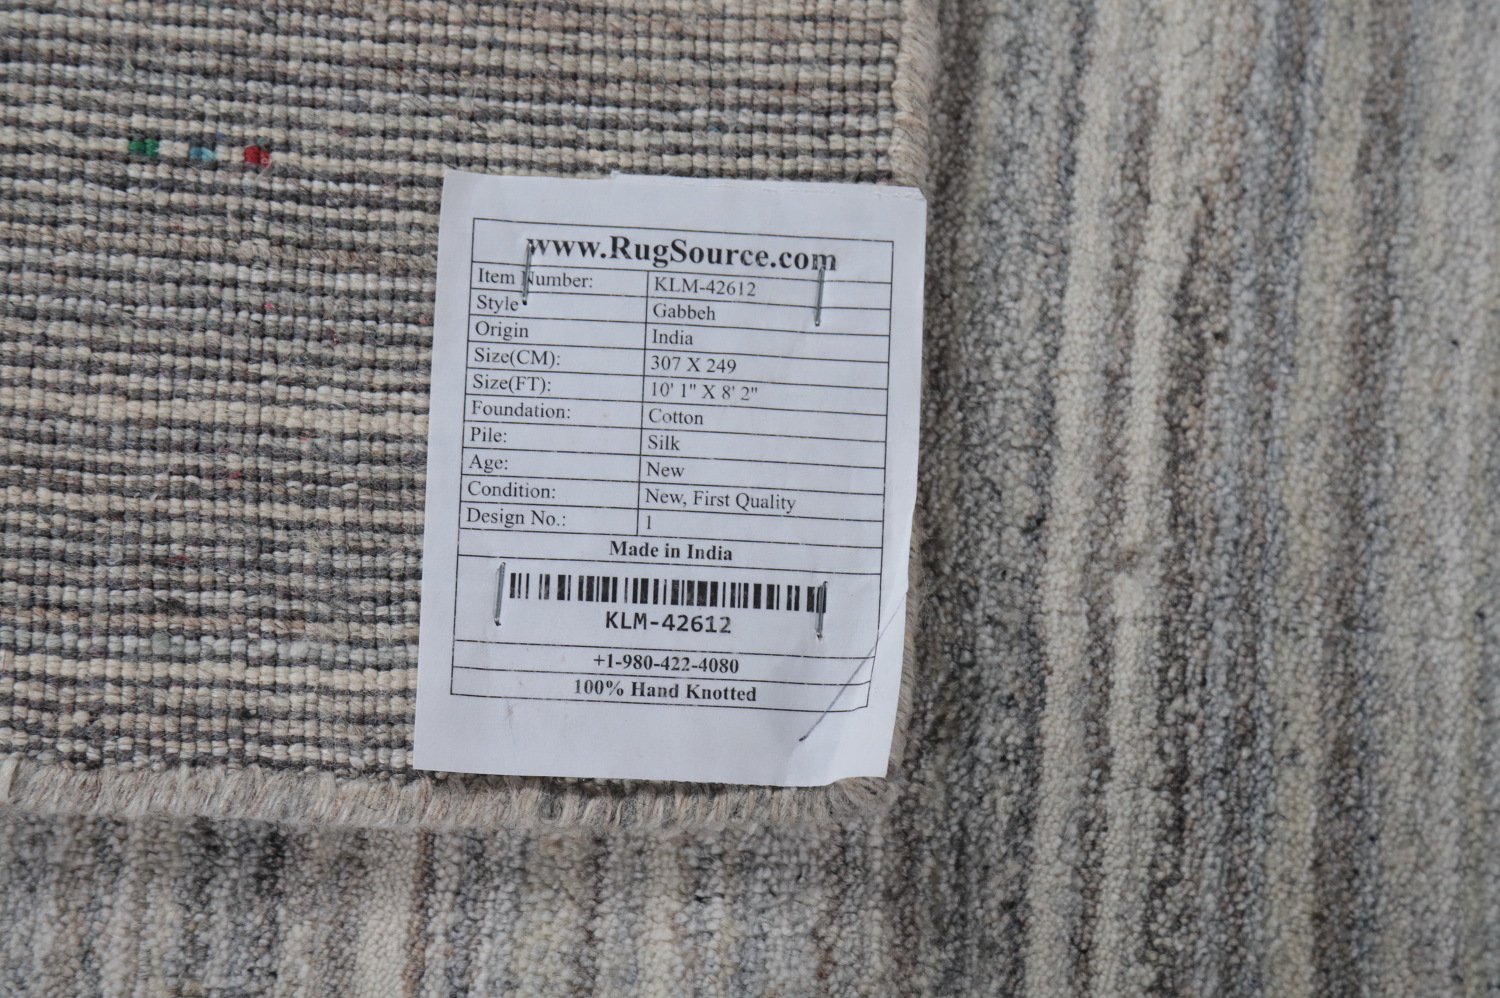 www.RugSource.com
Item Number: KLM-42612
Style Gabbeh
Origin India
Size(CM): 307 X 249
Size(FT): 10' 1" X 8' 2"
Foundation: Cotton
Pile: Silk
Age: New
Condition: New, First Quality
Design No.: 1
Made in India
KLM-42612
+1-980-422-4080
100% Hand Knotted